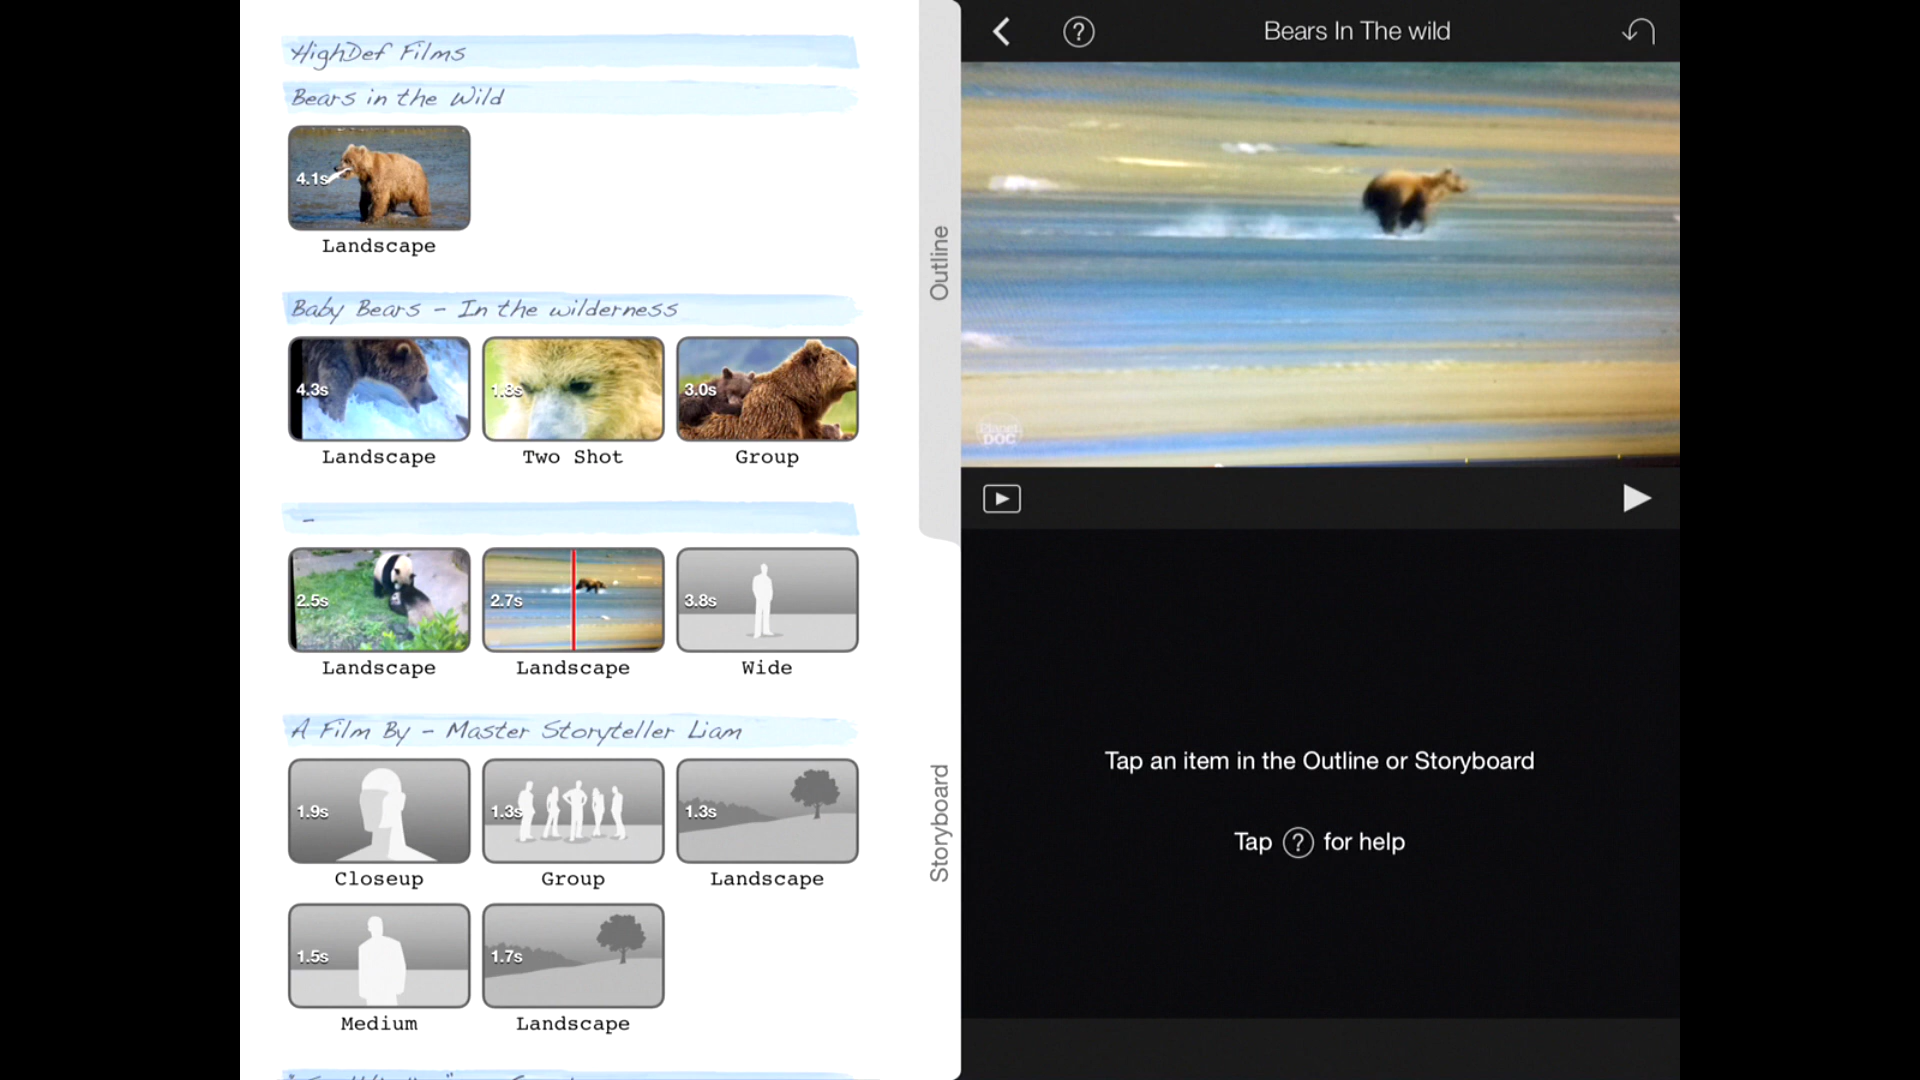 HighDef Films
Bears in the Wild
4.1s
Landscape
Baby Bears - In the wilderness
4.3s
1.8s
3.0s
Landscape
Two Shot
Group
-
2.5s
2.7s
3.8s
Landscape
Landscape
Wide
A Film By - Master Storyteller Liam
1.9s
1.3s
1.3s
Closeup
Group
Landscape
1.5s
1.7s
Medium
Landscape
Outline
Storyboard
?
Bears In The wild
Planet
DOC
Tap an item in the Outline or Storyboard
Tap ? for help